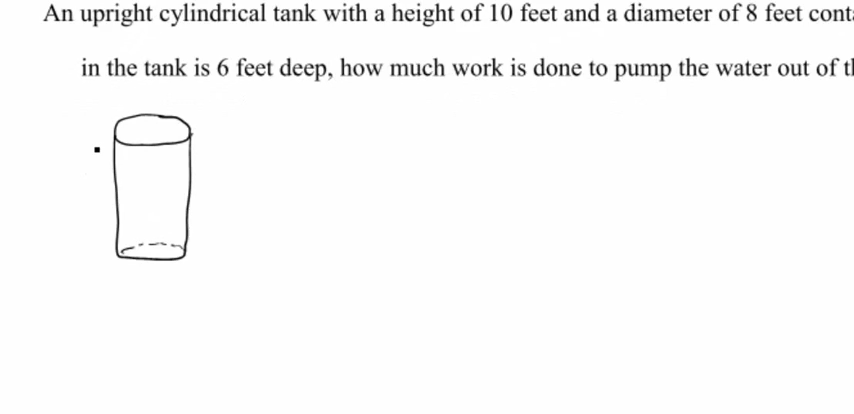 An upright cylindrical tank with a height of 10 feet and a diameter of 8 feet
in the tank is 6 feet deep, how much work is done to pump the water out of